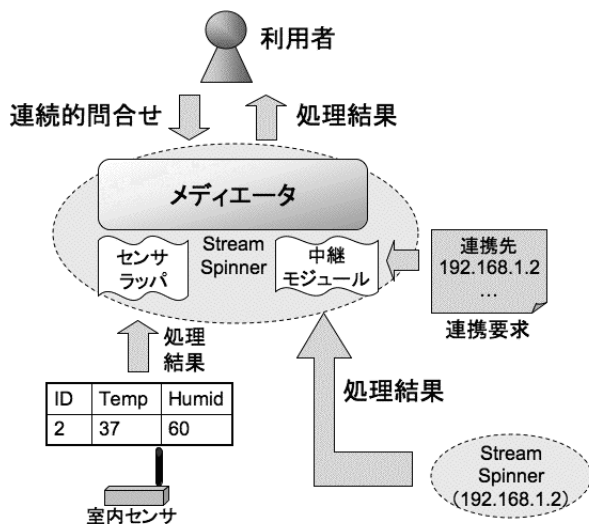 利用者
連続的問合せ
処理結果
メディエータ
センサ
ラッパ
Stream
Spinner
中継
モジュール
連携先
192.168.1.2
…
連携要求
処理
結果
ID Temp Humid
2 37 60
室内センサ
処理結果
Stream
Spinner
(192.168.1.2)